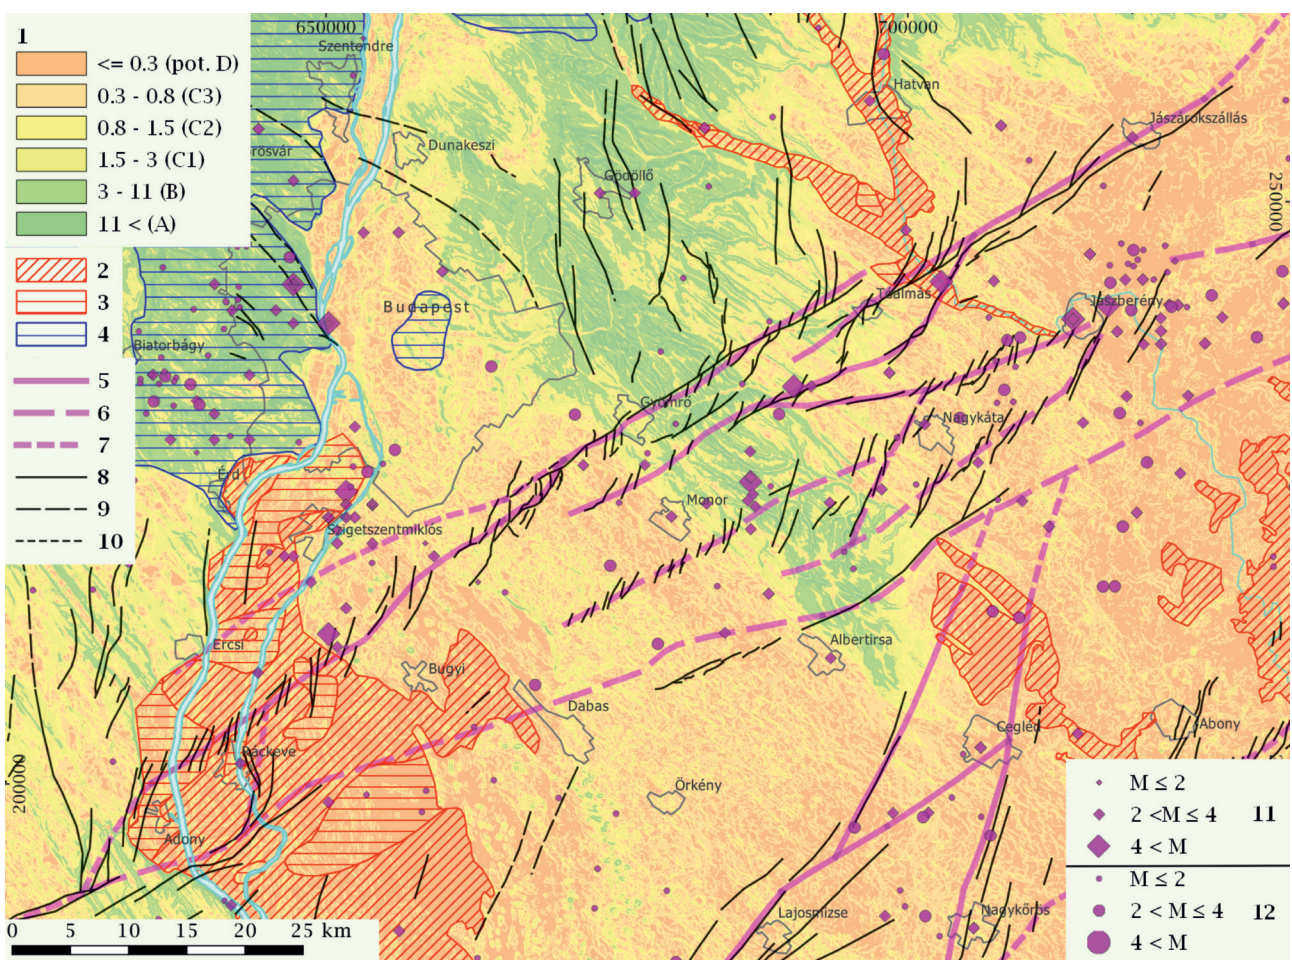 1
<= 0.3 (pot. D)
0.3 - 0.8 (C3)
0.8 - 1.5 (C2)
1.5 - 3 (C1)
3 - 11 (B)
11 < (A)
2
3
4
5
6
7
8
9
10
650000
700000
Szentendre
Hatvan
Jászárokszállás
Dunakeszi
rosvár
Gödöllő
250000
Tóalmás
Jászberény
Budapest
Biatorbágy
Gyömrő
Nagykáta
Érd
Monor
Szigetszentmiklós
Ercsi
Albertirsa
Bugyi
Dabas
Cegléd
Abony
Ráckeve
200000
Örkény
Adony
Lajosmizse
Nagykőrös
0 5 10 15 20 25 km
M ≤ 2
2 <M ≤ 4 11
4 < M
M ≤ 2
2 < M ≤ 4 12
4 < M